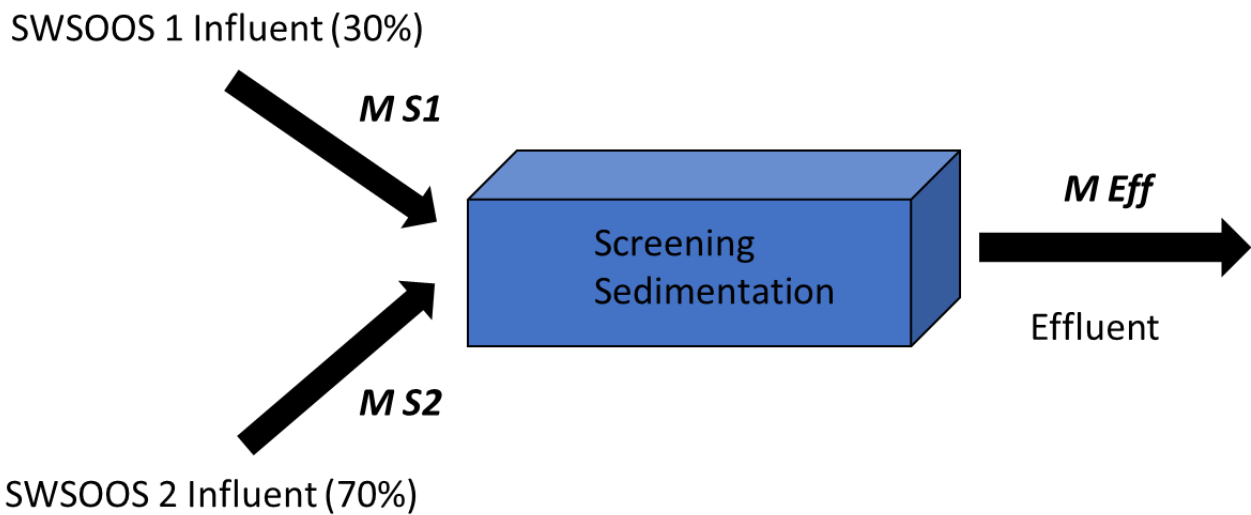 SWSOOS 1 Influent (30%)
M S1
M Eff
Screening
Sedimentation
Effluent
M S2
SWSOOS 2 Influent (70%)